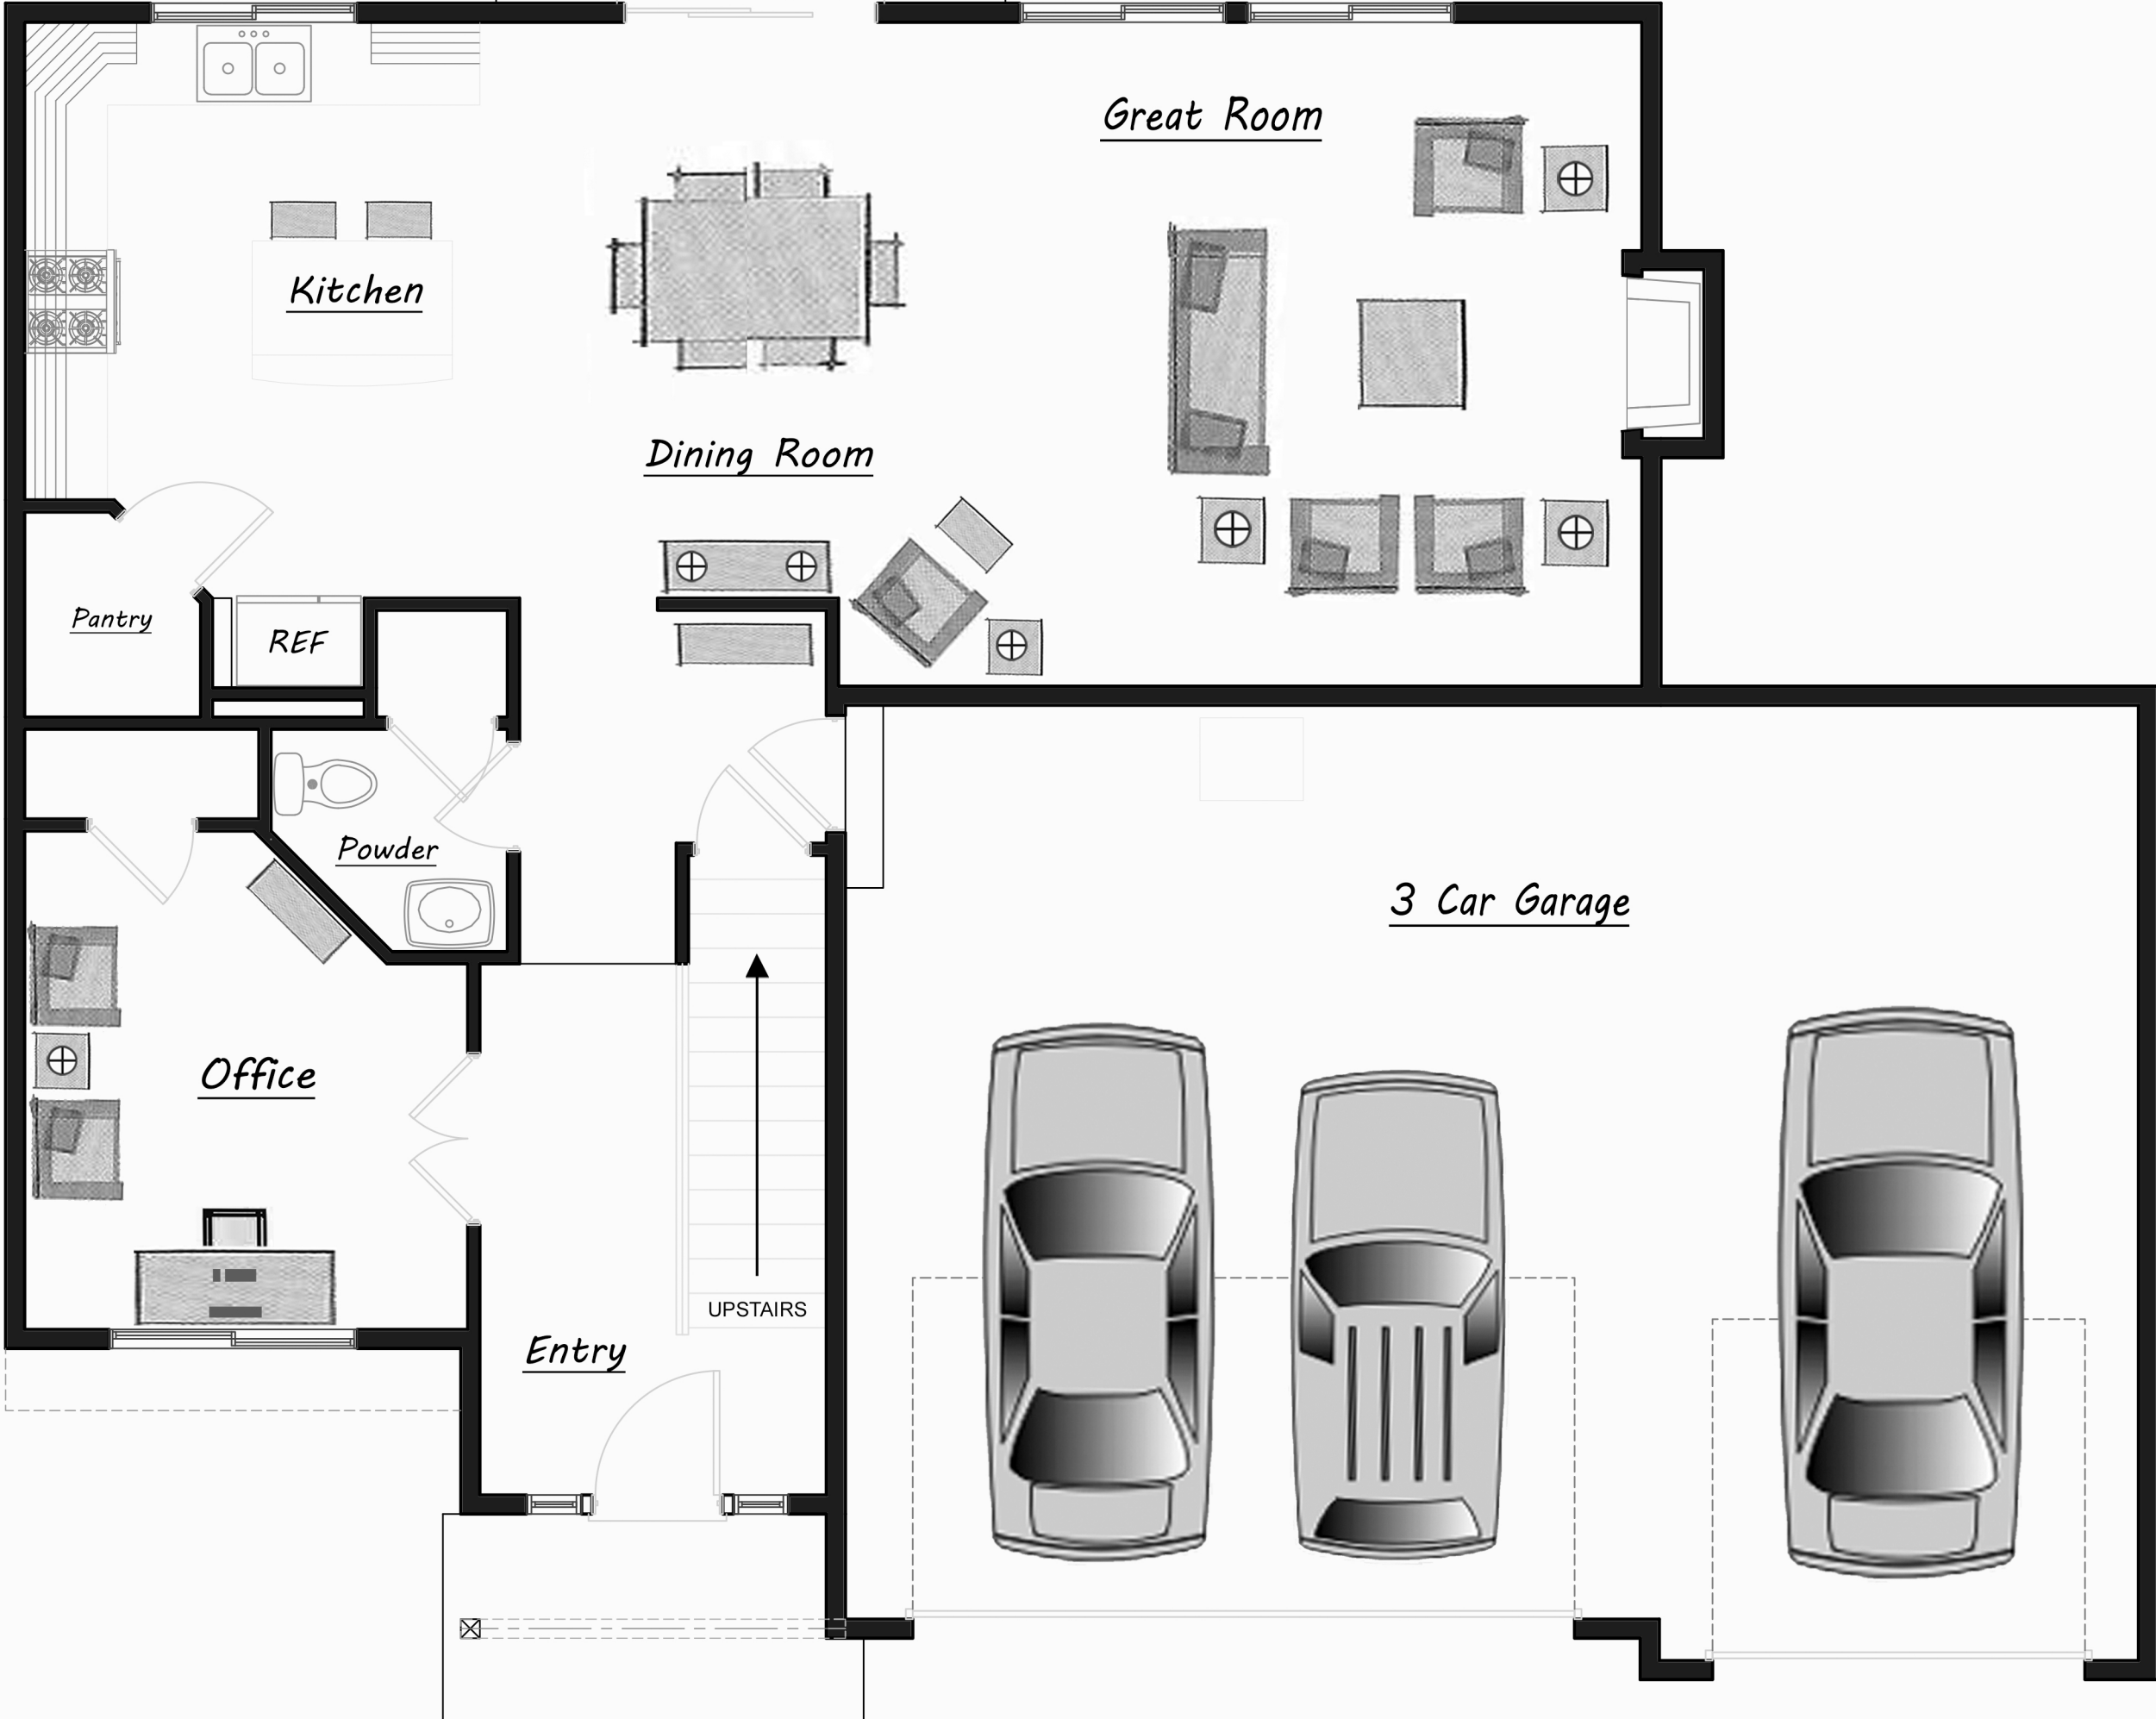 Great Room
Kitchen
Dining Room
Pantry
REF
Powder
3 Car Garage
Office
UPSTAIRS
Entry